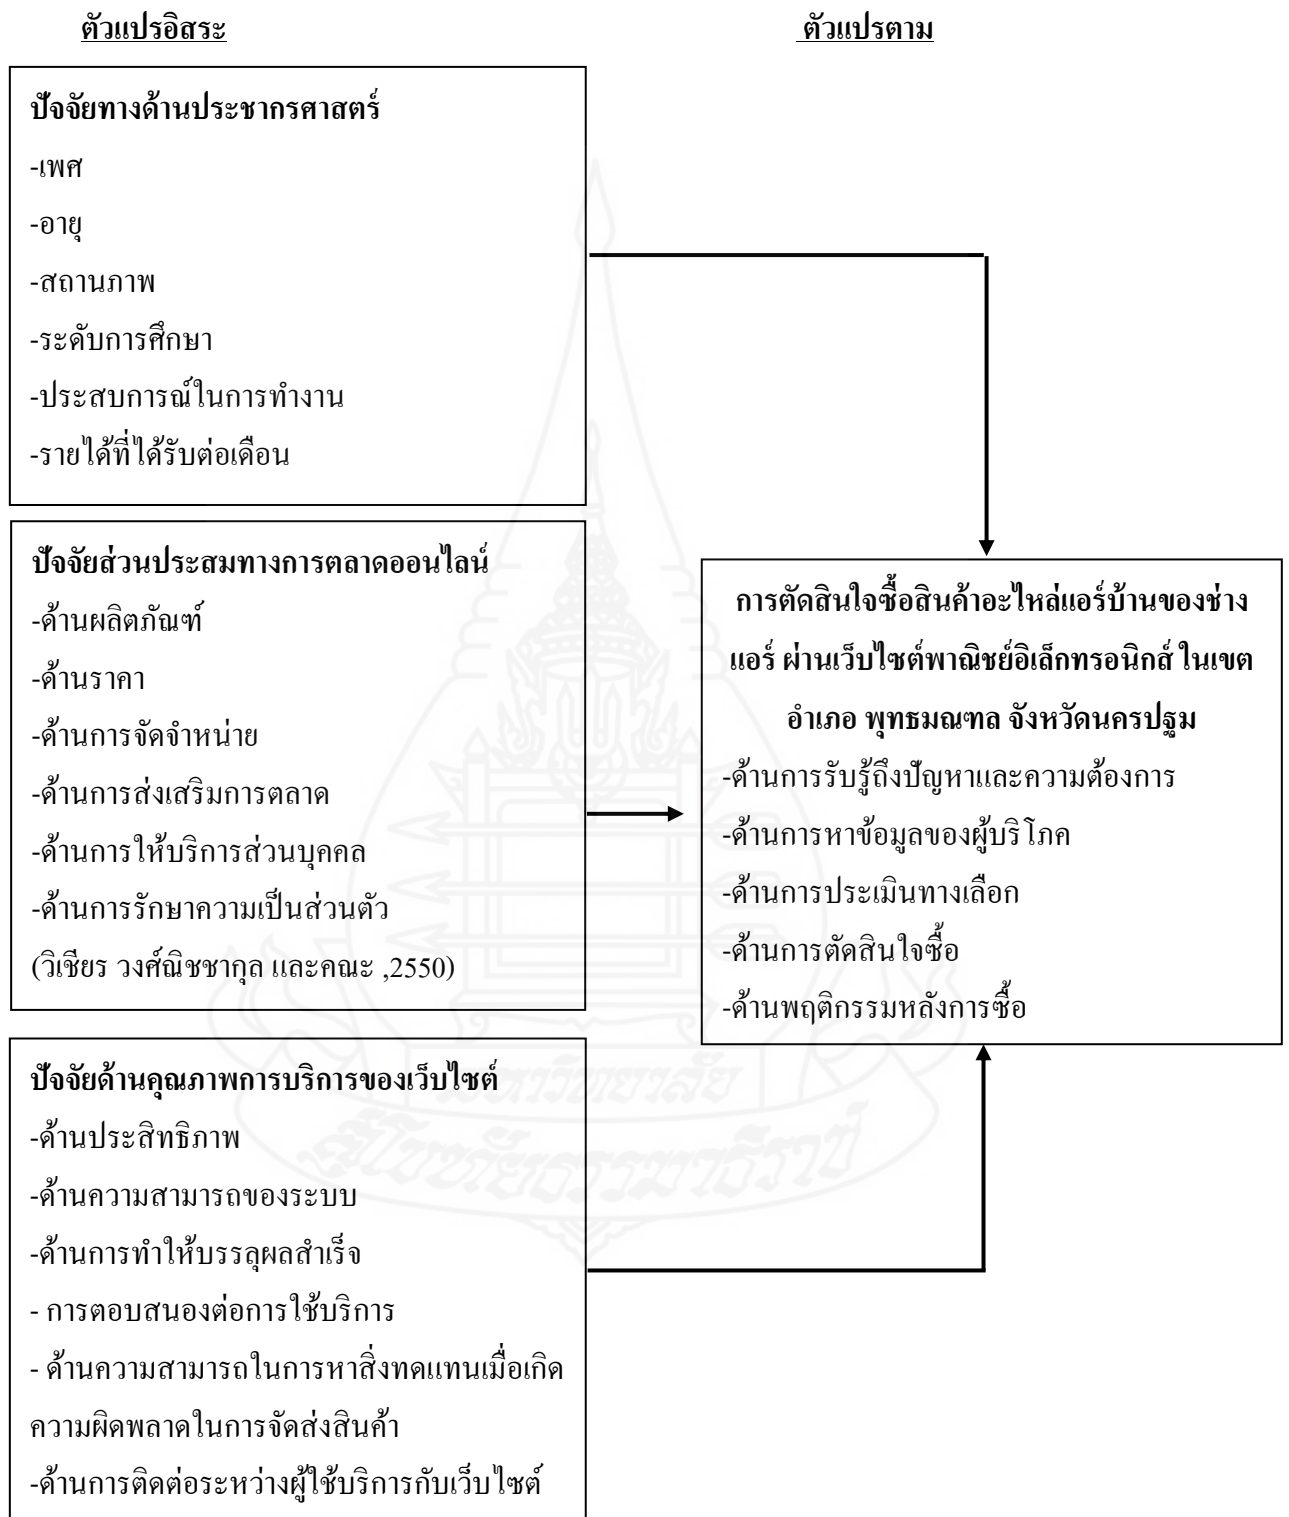 ตัวแปรอิสระ
ตัวแปรตาม
ปัจจัยทางด้านประชากรศาสตร์
-เพศ
-อายุ
-สถานภาพ
-ระดับการศึกษา
-ประสบการณ์ในการทำงาน
-รายได้ที่ได้รับต่อเดือน
ปัจจัยส่วนประสมทางการตลาดออนไลน์
-ด้านผลิตภัณฑ์
-ด้านราคา
-ด้านการจัดจำหน่าย
-ด้านการส่งเสริมการตลาด
-ด้านการให้บริการส่วนบุคคล
-ด้านการรักษาความเป็นส่วนตัว
(วิเชียร วงศ์ณิชชากุล และคณะ ,2550)
ปัจจัยด้านคุณภาพการบริการของเว็บไซต์
-ด้านประสิทธิภาพ
-ด้านความสามารถของระบบ
-ด้านการทำให้บรรลุผลสำเร็จ
- การตอบสนองต่อการใช้บริการ
- ด้านความสามารถในการหาสิ่งทดแทนเมื่อเกิด
ความผิดพลาดในการจัดส่งสินค้า
-ด้านการติดต่อระหว่างผู้ใช้บริการกับเว็บไซต์
การตัดสินใจซื้อสินค้าอะไหล่แอร์บ้านของช่าง
แอร์ ผ่านเว็บไซต์พาณิชย์อิเล็กทรอนิกส์ ในเขต
อำเภอ พุทธมณฑล จังหวัดนครปฐม
-ด้านการรับรู้ถึงปัญหาและความต้องการ
-ด้านการหาข้อมูลของผู้บริโภค
-ด้านการประเมินทางเลือก
-ด้านการตัดสินใจซื้อ
-ด้านพฤติกรรมหลังการซื้อ
มหาวิทยาลัย
สุโขทัยธรรมาธิราช